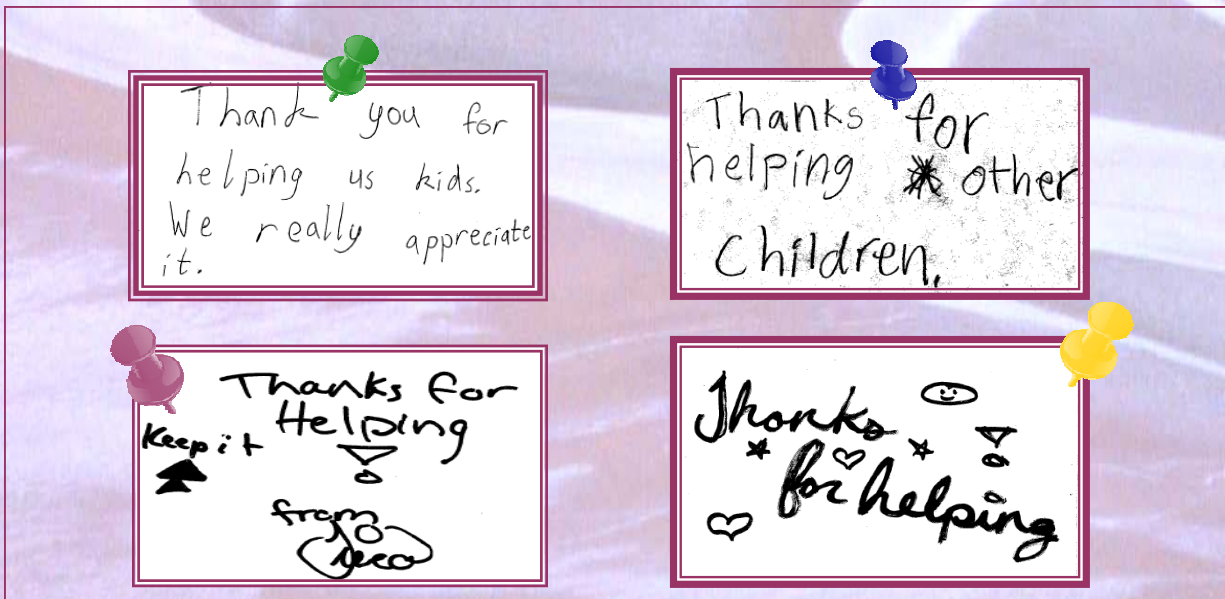 Thank you for
helping us kids.
We really appreciate
it.
Thanks for
helping other
children.
Thanks for
Helping
!
Keep it
from
Thanks
!
for helping